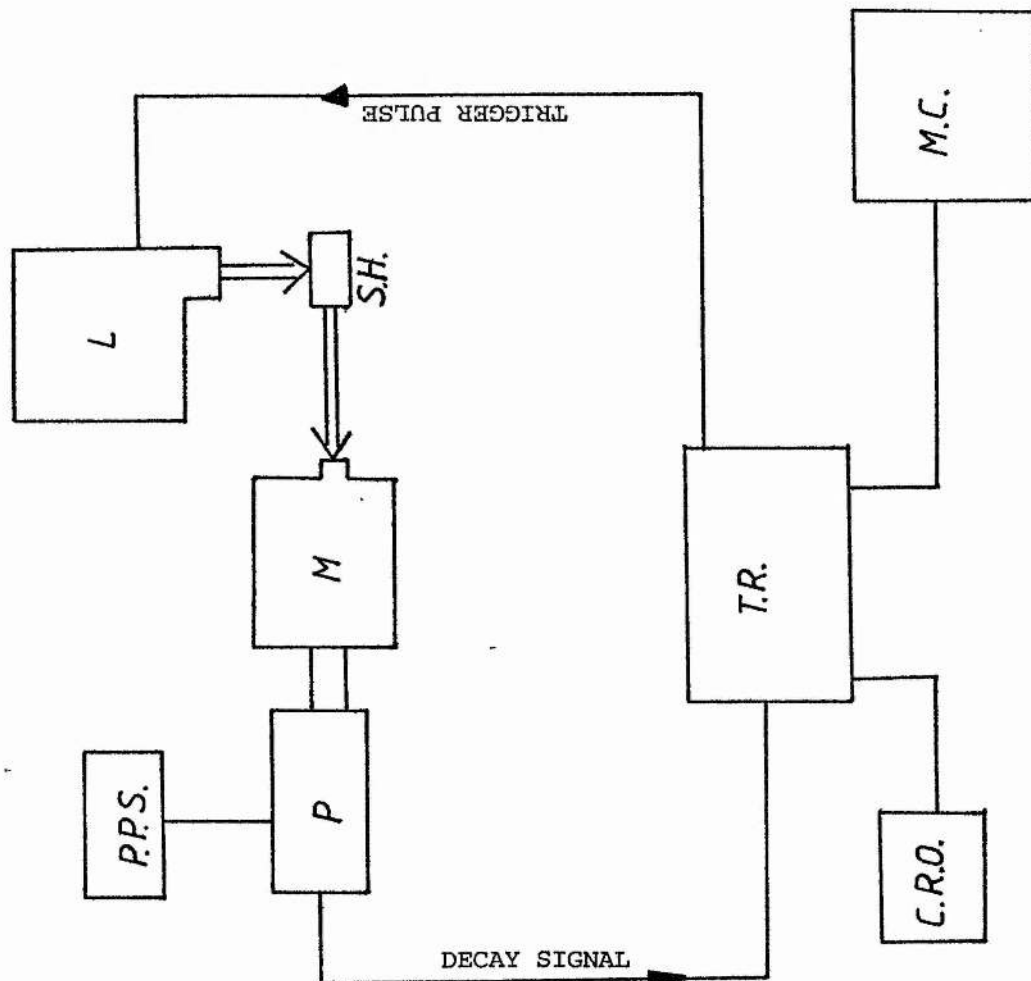 M.C.
TRIGGER PULSE
L
S.H.
M
T.R.
P.P.S.
P
C.R.O.
DECAY SIGNAL